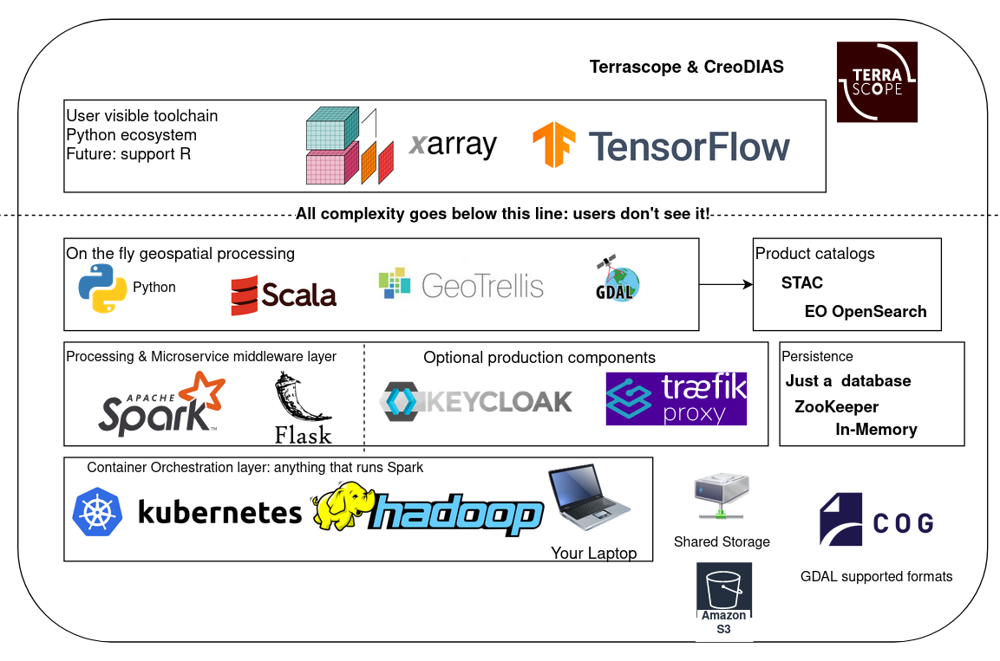 Terrascope & CreoDIAS
TERRA
SCOPE
User visible toolchain
Python ecosystem
Future: support R
xarray
TensorFlow
All complexity goes below this line: users don't see it!
On the fly geospatial processing
Python
Scala
GeoTrellis
GDAL
Product catalogs
STAC
EO OpenSearch
Processing & Microservice middleware layer
APACHE
Spark™
Flask
Optional production components
KEYCLOAK
træfik
proxy
Persistence
Just a  database
ZooKeeper
In-Memory
Container Orchestration layer: anything that runs Spark
kubernetes
hadoop
Your Laptop
Shared Storage
Amazon
S3
COG
GDAL supported formats